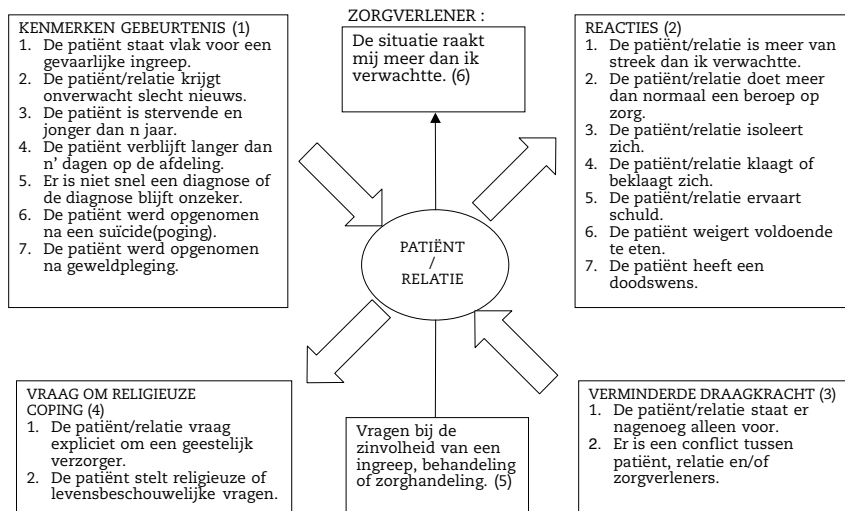 KENMERKEN GEBEURTENIS (1)
1. De patiënt staat vlak voor een
gevaarlijke ingreep.
2. De patiënt/relatie krijgt
onverwacht slecht nieuws.
3. De patiënt is stervende en
jonger dan n jaar.
4. De patiënt verblijft langer dan
n’ dagen op de afdeling.
5. Er is niet snel een diagnose of
de diagnose blijft onzeker.
6. De patiënt werd opgenomen
na een suïcide(poging).
7. De patiënt werd opgenomen
na geweldpleging.
ZORGVERLENER :
De situatie raakt
mij meer dan ik
verwachtte. (6)
REACTIES (2)
1. De patiënt/relatie is meer van
streek dan ik verwachtte.
2. De patiënt/relatie doet meer
dan normaal een beroep op
zorg.
3. De patiënt/relatie isoleert
zich.
4. De patiënt/relatie klaagt of
beklaagt zich.
5. De patiënt/relatie ervaart
schuld.
6. De patiënt weigert voldoende
te eten.
7. De patiënt heeft een
doodswens.
PATIËNT
/
RELATIE
VRAAG OM RELIGIEUZE
COPING (4)
1. De patiënt/relatie vraag
expliciet om een geestelijk
verzorger.
2. De patiënt stelt religieuze of
levensbeschouwelijke vragen.
Vragen bij de
zinvolheid van een
ingreep, behandeling
of zorghandeling. (5)
VERMINDERDE DRAAGKRACHT (3)
1. De patiënt/relatie staat er
nagenoeg alleen voor.
2. Er is een conflict tussen
patiënt, relatie en/of
zorgverleners.